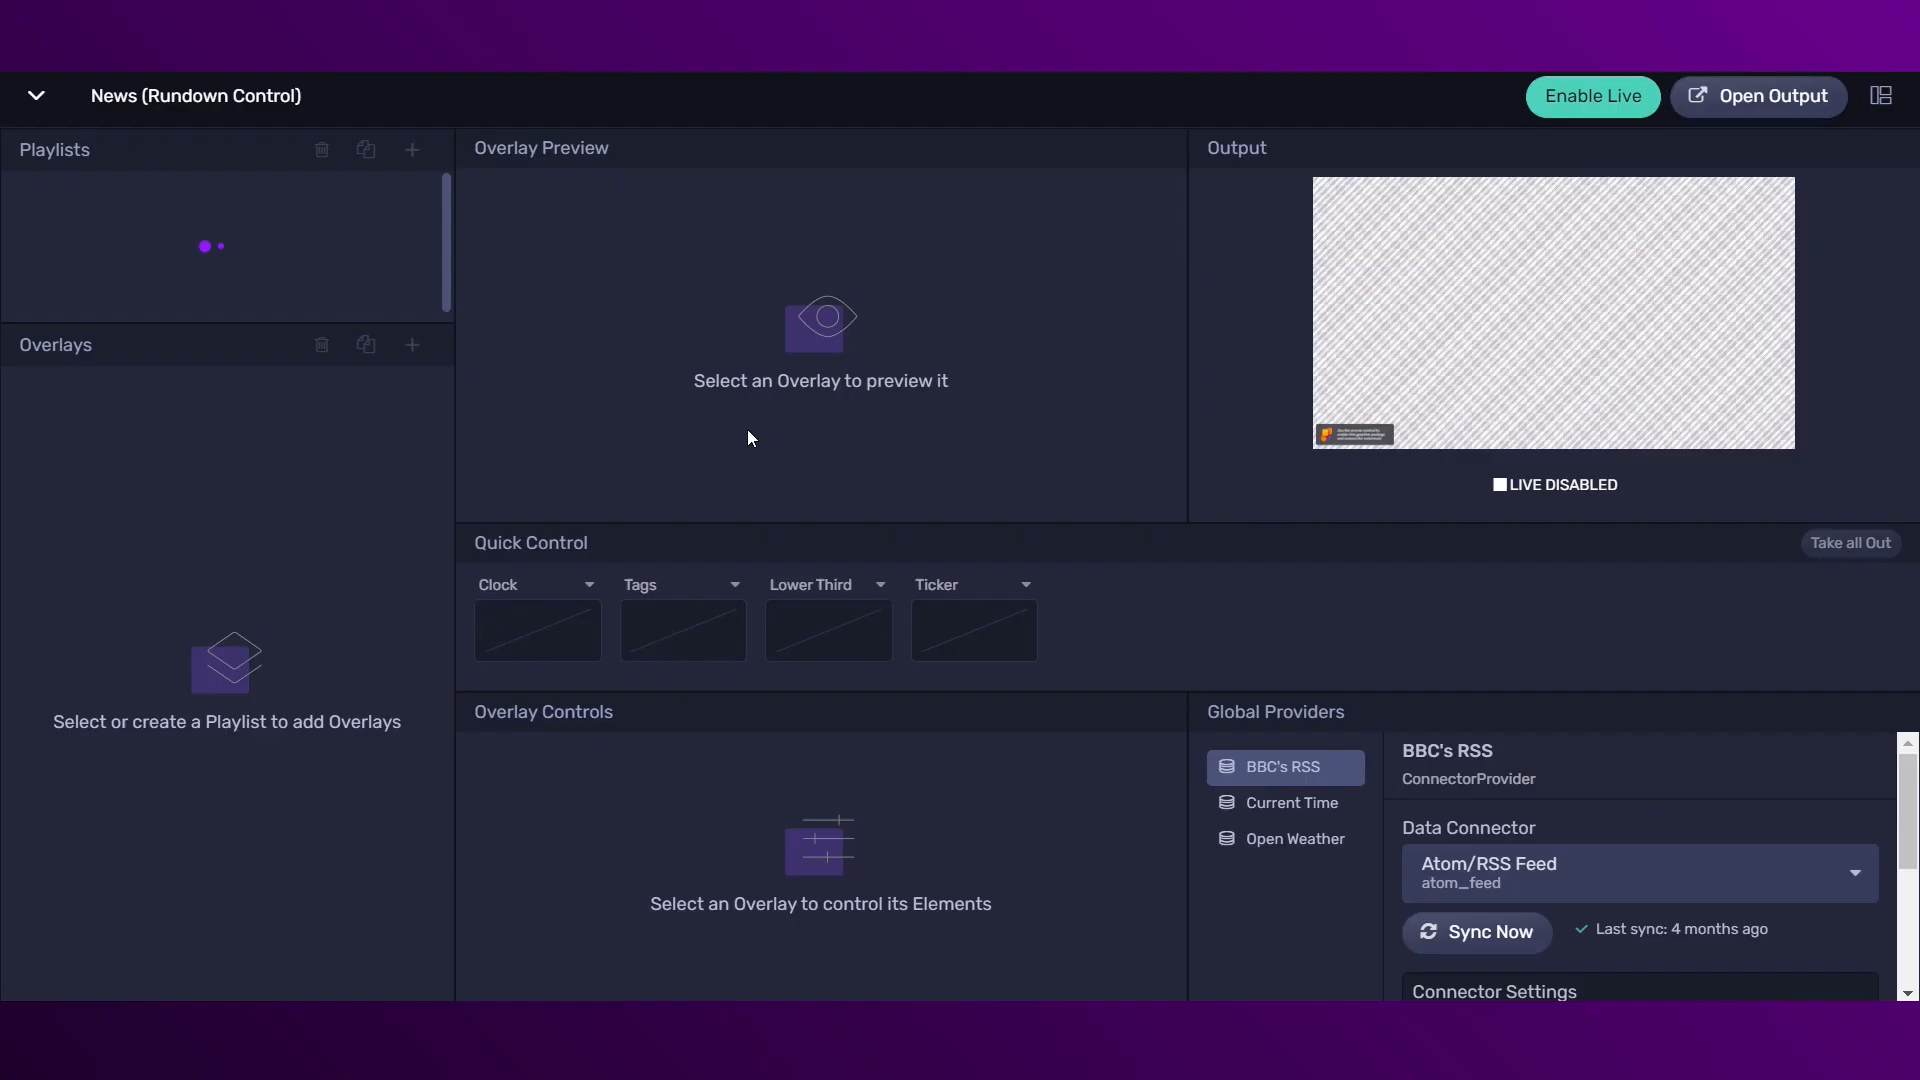 News (Rundown Control)
Enable Live
Open Output
Playlists
Overlay Preview
Output
Select an Overlay to preview it
LIVE DISABLED
Overlays
Select or create a Playlist to add Overlays
Quick Control
Take all Out
Clock
Tags
Lower Third
Ticker
Overlay Controls
Select an Overlay to control its Elements
Global Providers
BBC's RSS
Current Time
Open Weather
BBC's RSS
ConnectorProvider
Data Connector
Atom/RSS Feed
atom_feed
Sync Now
Last sync: 4 months ago
Connector Settings